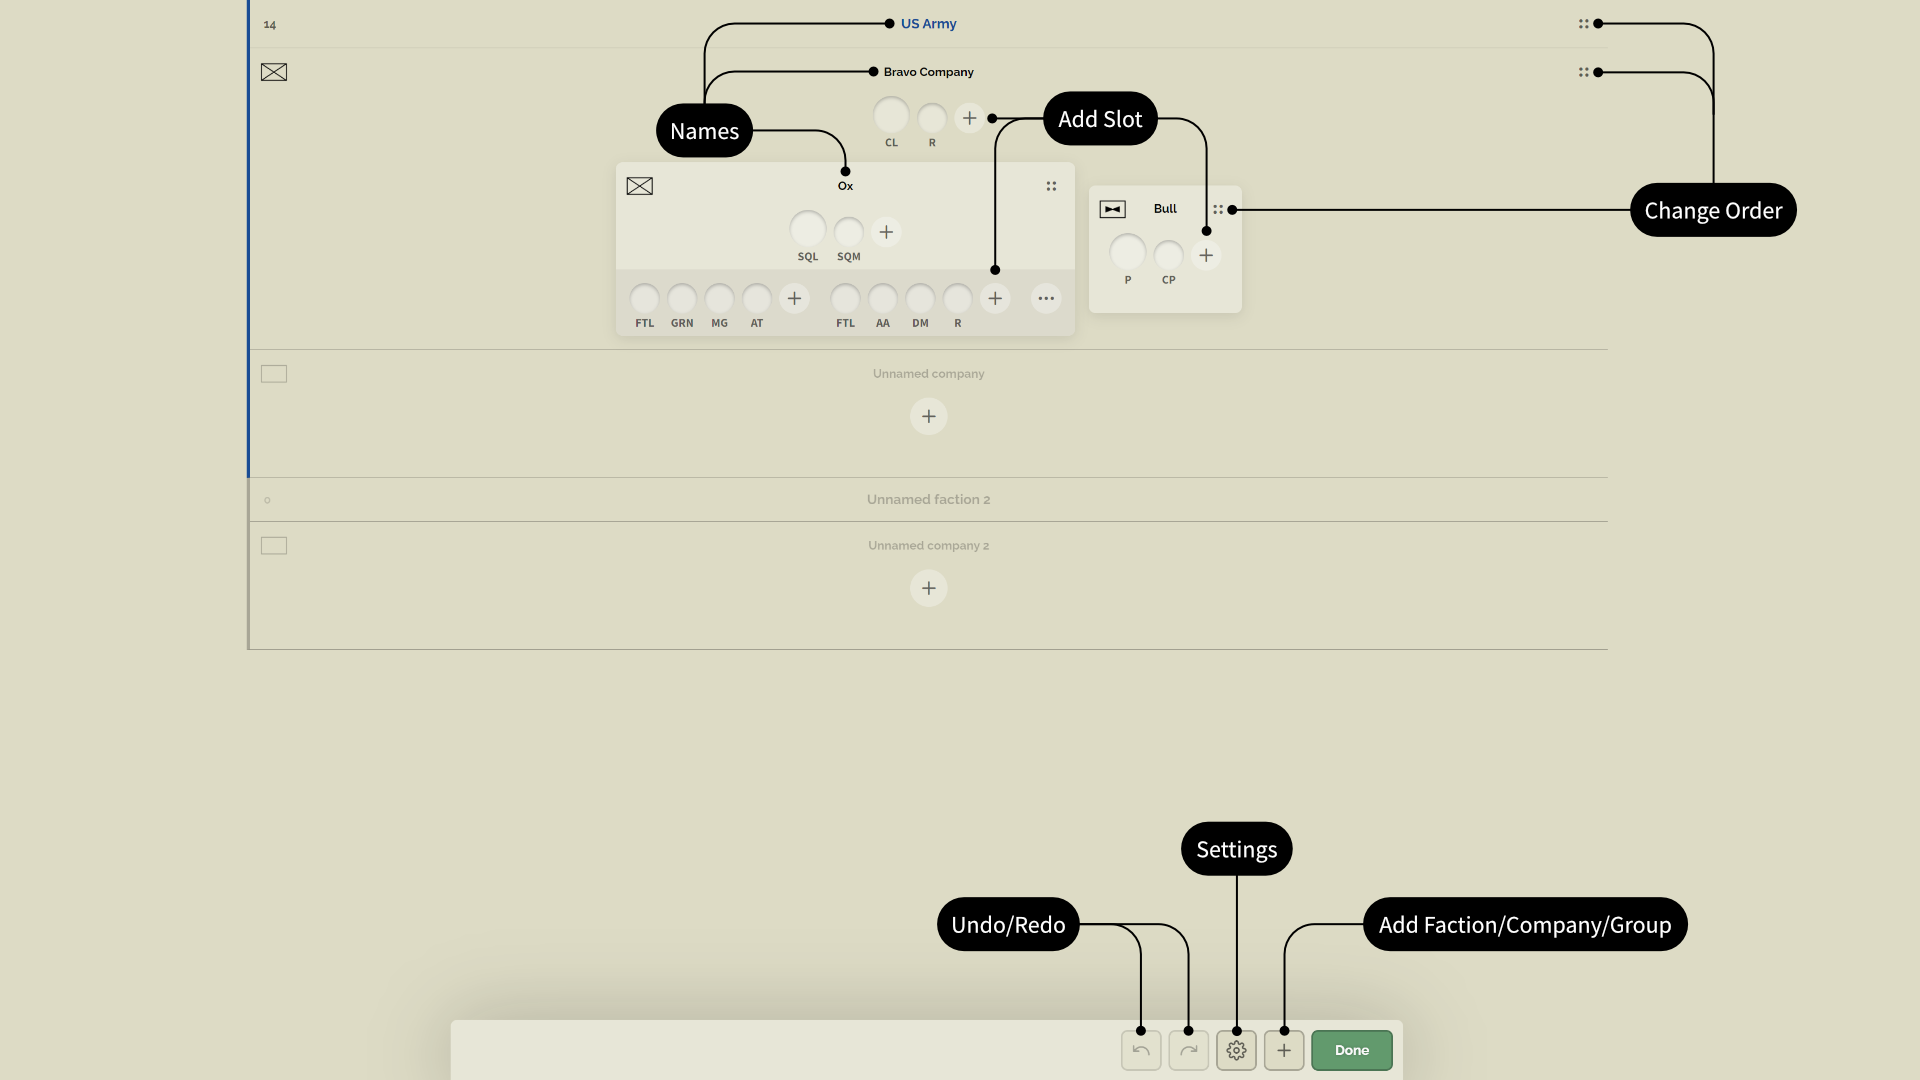 14
US Army
Bravo Company
Names
Add Slot
CL R
Ox
Bull
Change Order
SQL SQM
P CP
FTL GRN MG AT FTL AA DM R
Unnamed company
0
Unnamed faction 2
Unnamed company 2
Settings
Undo/Redo
Add Faction/Company/Group
Done